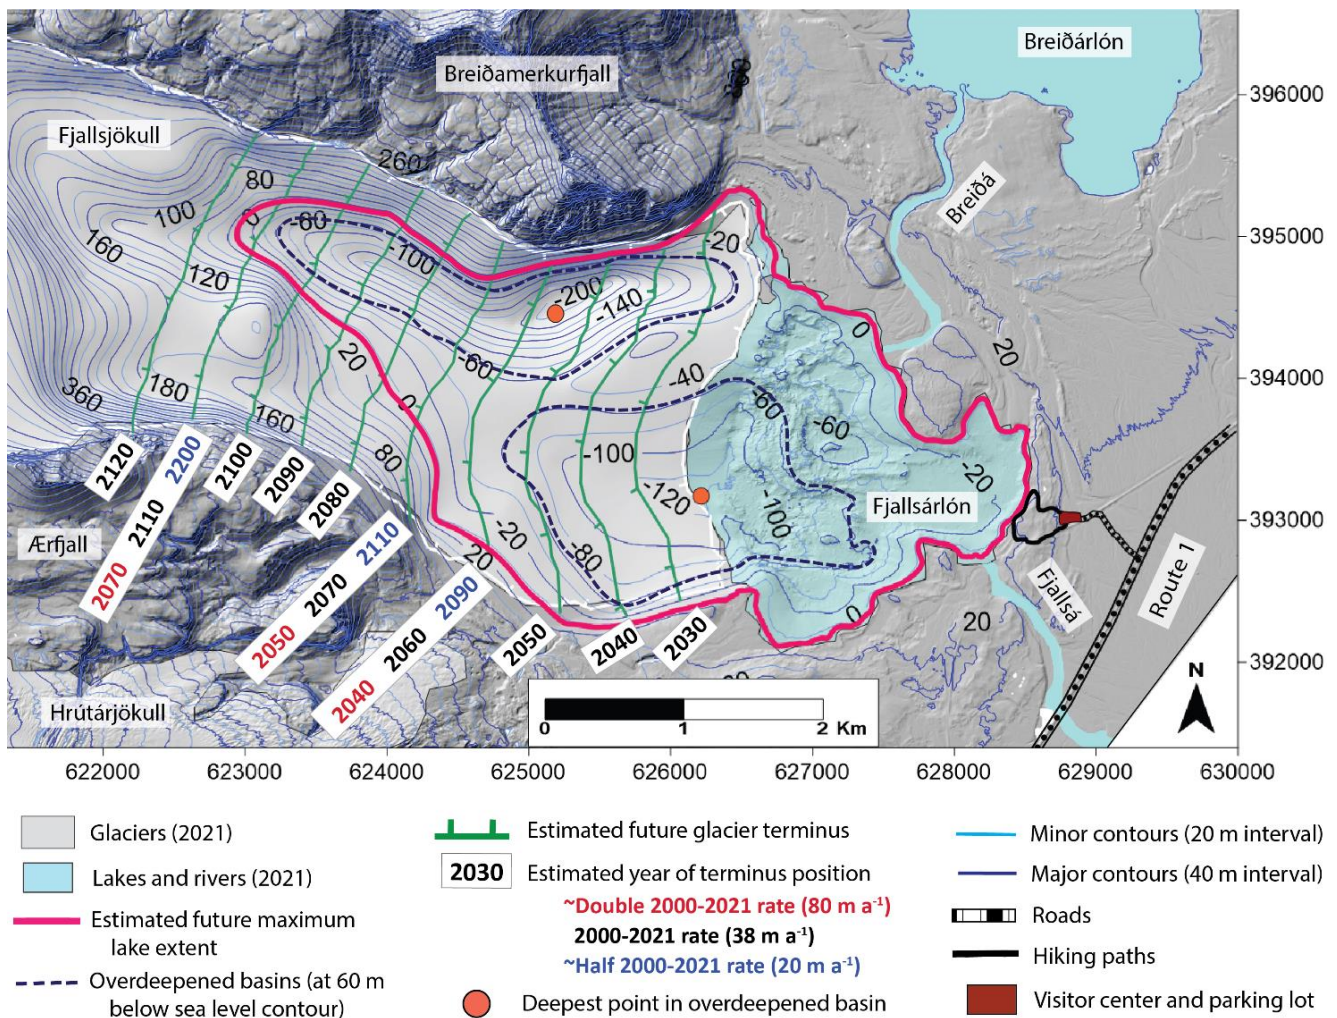 Breiðárlón
Breiðamerkurfjall
396000
Fjallsjökull
260
80
Breiðá
100
0
-60
-20
395000
160
-100
-200
-140
120
0
20
20
-60
-40
394000
360
180
160
0
-60
-60
-100
80
-20
2120
2200
2110
2070
2100
2090
2080
-120
-100
Fjallsárlón
393000
Ærfjall
-20
-80
2110
2070
2050
20
2090
2060
2040
Fjallsá
Route 1
0
20
2050
2040
2030
392000
Hrútárjökull
N
0 1 2 Km
622000 623000 624000 625000 626000 627000 628000 629000 630000
Glaciers (2021)
Lakes and rivers (2021)
Estimated future maximum
lake extent
Overdeepened basins (at 60 m
below sea level contour)
Estimated future glacier terminus
2030 Estimated year of terminus position
~Double 2000-2021 rate (80 m a⁻¹)
2000-2021 rate (38 m a⁻¹)
~Half 2000-2021 rate (20 m a⁻¹)
Deepest point in overdeepened basin
Minor contours (20 m interval)
Major contours (40 m interval)
Roads
Hiking paths
Visitor center and parking lot